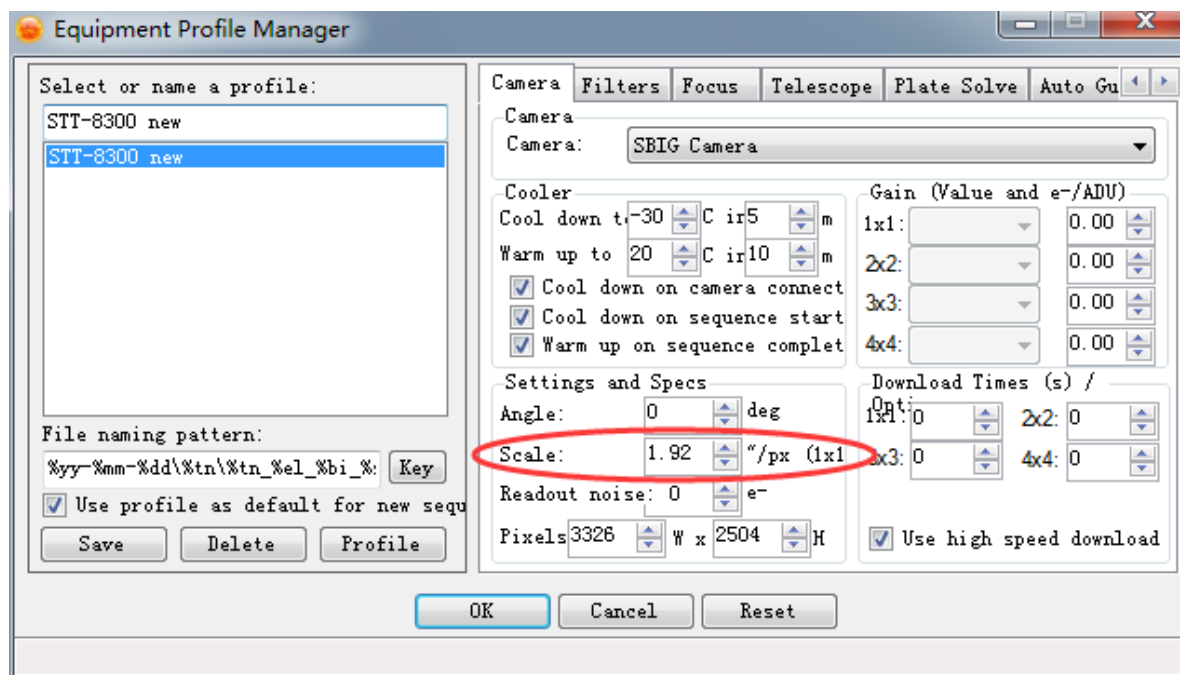 Equipment Profile Manager
Select or name a profile:
STT-8300 new
STT-8300 new
File naming pattern:
%yy-%mm-%dd\%tn\%tn_%el_%bi_%: Key
Use profile as default for new sequ
Save Delete Profile
Camera Filters Focus Telescope Plate Solve Auto Gu
Camera
Camera: SBIG Camera
Cooler
Cool down t -30 C ir 5 m
Warm up to 20 C ir 10 m
Cool down on camera connect
Cool down on sequence start
Warm up on sequence complet
Gain (Value and e-/ADU)
1x1: 0.00
2x2: 0.00
3x3: 0.00
4x4: 0.00
Settings and Specs
Angle: 0 deg
Scale: 1.92 "/px (1x1
Readout noise: 0 e-
Pixels 3326 W x 2504 H
Download Times (s) /
Opti
1x1: 0 2x2: 0
3x3: 0 4x4: 0
Use high speed download
OK Cancel Reset